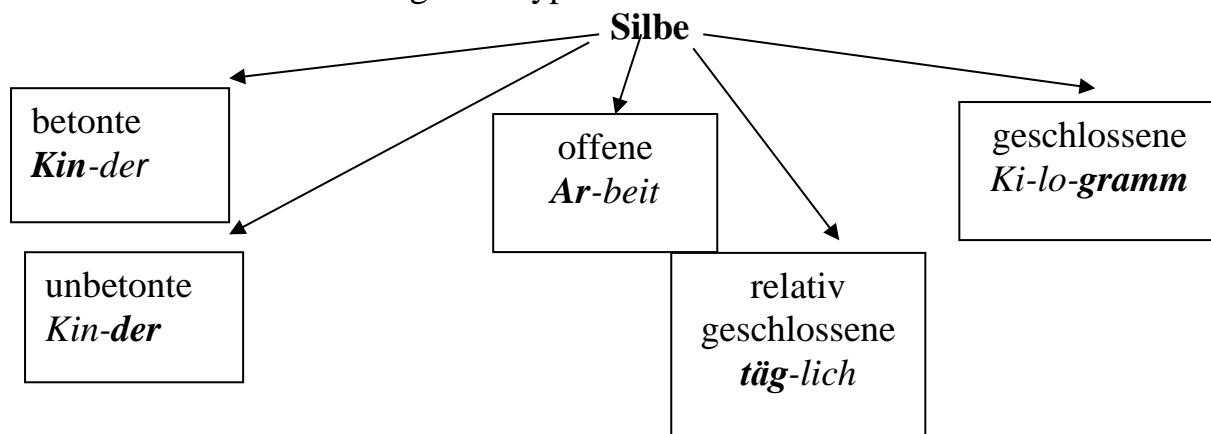 Silbe
betonte
Kin-der
unbetonte
Kin-der
offene
Ar-beit
relativ
geschlossene
täg-lich
geschlossene
Ki-lo-gramm